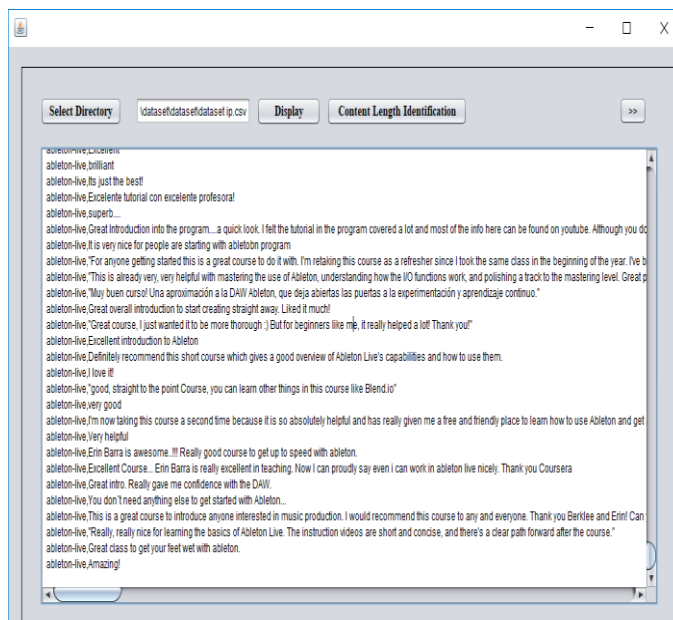 Select Directory \dataset\dataset\dataset ip.csv Display Content Length Identification >>
ableton-live,Excellent
ableton-live,brilliant
ableton-live,Its just the best!
ableton-live,Excelente tutorial con excelente profesora!
ableton-live,superb....
ableton-live,Great Introduction into the program....a quick look. I felt the tutorial in the program covered a lot and most of the info here can be found on youtube. Although you do
ableton-live,It is very nice for people are starting with abletobn program
ableton-live,"For anyone getting started this is a great course to do it with. I'm retaking this course as a refresher since I took the same class in the beginning of the year. I've b
ableton-live,"This is already very, very helpful with mastering the use of Ableton, understanding how the I/O functions work, and polishing a track to the mastering level. Great p
ableton-live,"Muy buen curso! Una aproximación a la DAW Ableton, que deja abiertas las puertas a la experimentación y aprendizaje continuo."
ableton-live,Great overall introduction to start creating straight away. Liked it much!
ableton-live,"Great course, I just wanted it to be more thorough :) But for beginners like me, it really helped a lot! Thank you!"
ableton-live,Excellent introduction to Ableton
ableton-live,Definitely recommend this short course which gives a good overview of Ableton Live's capabilities and how to use them.
ableton-live,I love it!
ableton-live,"good, straight to the point Course, you can learn other things in this course like Blend.io"
ableton-live,very good
ableton-live,I'm now taking this course a second time because it is so absolutely helpful and has really given me a free and friendly place to learn how to use Ableton and get
ableton-live,Very helpful
ableton-live,Erin Barra is awesome..!!! Really good course to get up to speed with ableton.
ableton-live,Excellent Course... Erin Barra is really excellent in teaching. Now I can proudly say even i can work in ableton live nicely. Thank you Coursera
ableton-live,Great intro. Really gave me confidence with the DAW.
ableton-live,You don't need anything else to get started with Ableton...
ableton-live,This is a great course to introduce anyone interested in music production. I would recommend this course to any and everyone. Thank you Berklee and Erin! Can
ableton-live,"Really, really nice for learning the basics of Ableton Live. The instruction videos are short and concise, and there's a clear path forward after the course."
ableton-live,Great class to get your feet wet with ableton.
ableton-live,Amazing!